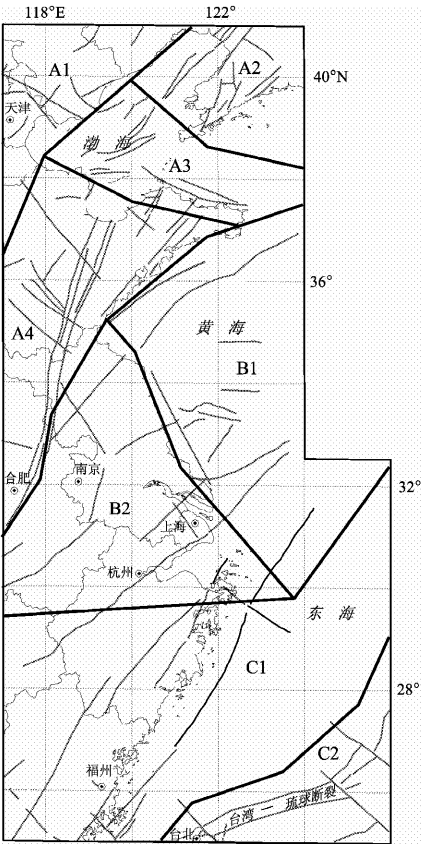 118°E 122°
A1 A2 40°N
天津
渤 海
A3
36°
黄 海
A4
B1
合肥 南京 32°
B2
上海
杭州
东 海
C1
28°
C2
福州
台湾 — 琉球断裂
台北